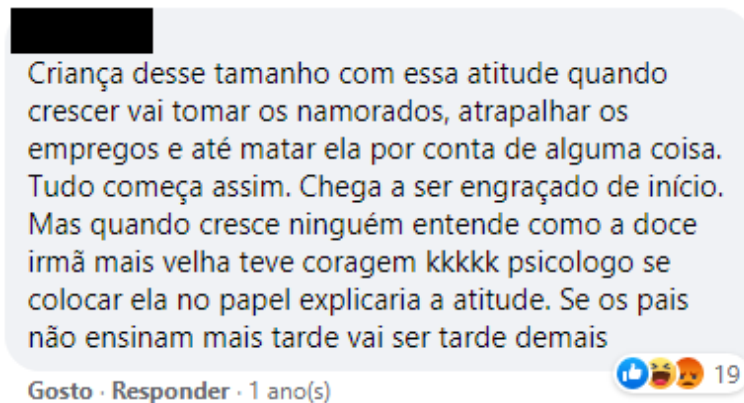 Criança desse tamanho com essa atitude quando
crescer vai tomar os namorados, atrapalhar os
empregos e até matar ela por conta de alguma coisa.
Tudo começa assim. Chega a ser engraçado de início.
Mas quando cresce ninguém entende como a doce
irmã mais velha teve coragem kkkkk psicologo se
colocar ela no papel explicaria a atitude. Se os pais
não ensinam mais tarde vai ser tarde demais
19
Gosto · Responder · 1 ano(s)